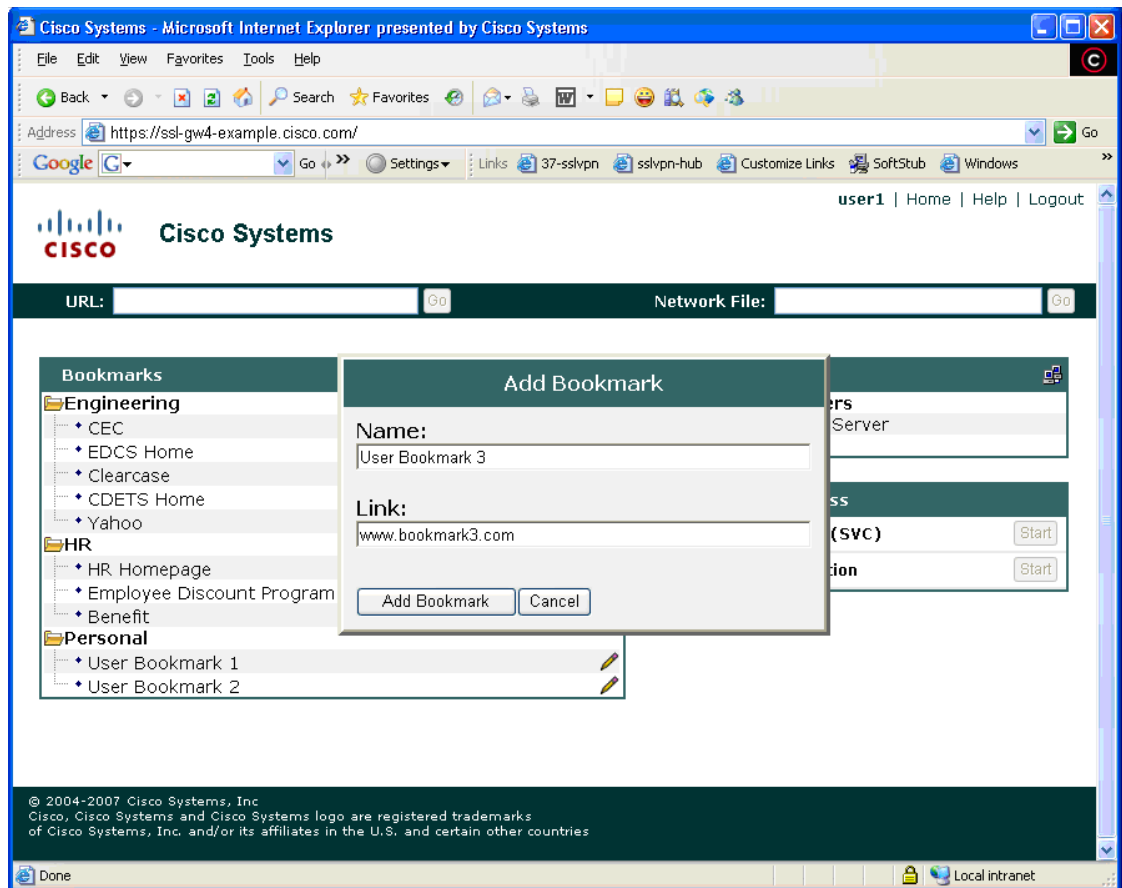 Cisco Systems - Microsoft Internet Explorer presented by Cisco Systems
File Edit View Favorites Tools Help
Back Search Favorites
Address https://ssl-gw4-example.cisco.com/ Go
Google G Go » Settings Links 37-sslvpn sslvpn-hub Customize Links SoftStub Windows »
user1 | Home | Help | Logout
CISCO Cisco Systems
URL: Go Network File: Go
Bookmarks
Engineering
CEC
EDCS Home
Clearcase
CDETS Home
Yahoo
HR
HR Homepage
Employee Discount Program
Benefit
Personal
User Bookmark 1
User Bookmark 2
Add Bookmark
Name:
User Bookmark 3
Link:
www.bookmark3.com
Add Bookmark Cancel
ers
Server
ss
(SVC) Start
tion Start
© 2004-2007 Cisco Systems, Inc
Cisco, Cisco Systems and Cisco Systems logo are registered trademarks
of Cisco Systems, Inc. and/or its affiliates in the U.S. and certain other countries
Done Local intranet